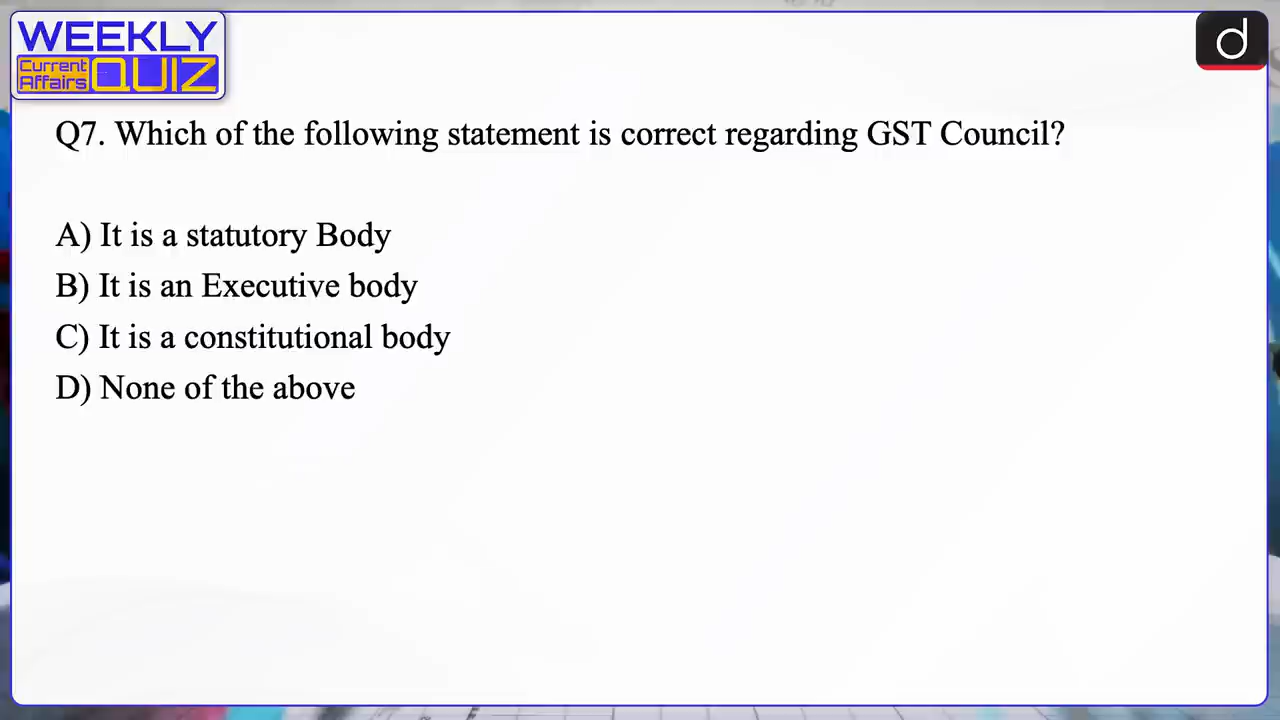 WEEKLY
Current
Affairs
QUIZ
d
Q7. Which of the following statement is correct regarding GST Council?
A) It is a statutory Body
B) It is an Executive body
C) It is a constitutional body
D) None of the above